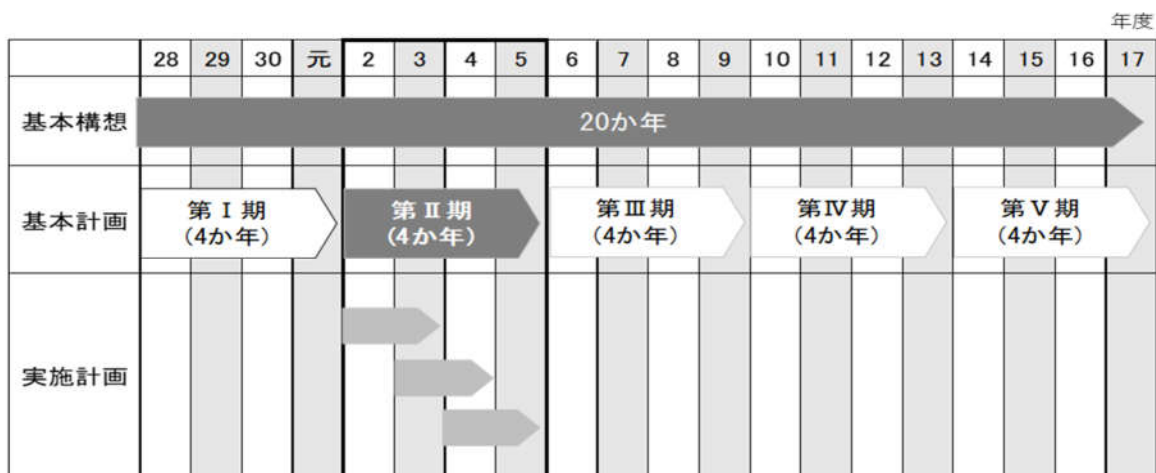 年度
28 29 30 元 2 3 4 5 6 7 8 9 10 11 12 13 14 15 16 17
基本構想
20か年
基本計画
第Ⅰ期
(4か年)
第Ⅱ期
(4か年)
第Ⅲ期
(4か年)
第Ⅳ期
(4か年)
第Ⅴ期
(4か年)
実施計画